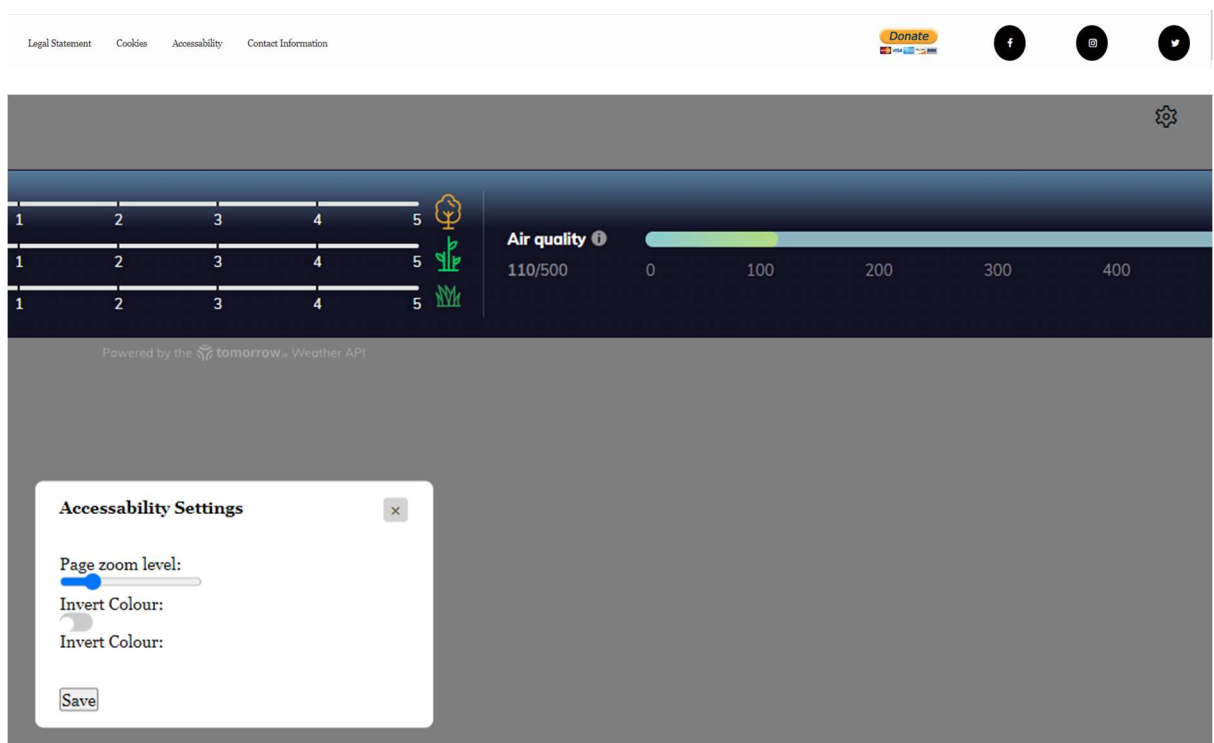 Legal Statement Cookies Accessability Contact Information Donate
VISA
1 2 3 4 5
Air quality
1 2 3 4 5
110/500 0 100 200 300 400
1 2 3 4 5
Powered by the tomorrow.io Weather API
Accessability Settings ×
Page zoom level:
Invert Colour:
Invert Colour:
Save